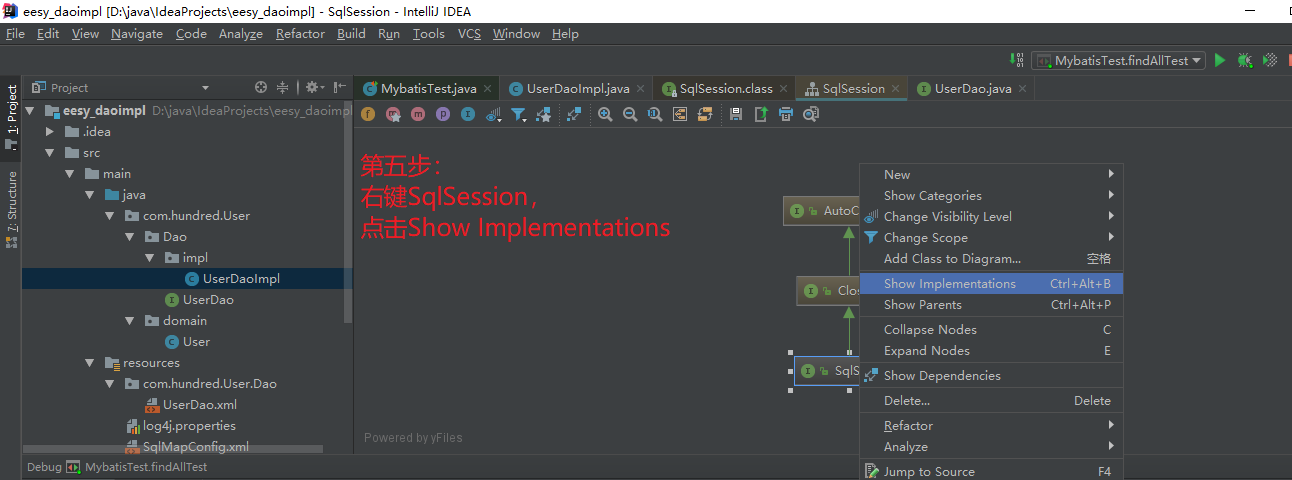 eesy_daoimpl [D:\java\IdeaProjects\eesy_daoimpl] - SqlSession - IntelliJ IDEA
File Edit View Navigate Code Analyze Refactor Build Run Tools VCS Window Help
MybatisTest.findAllTest
1: Project
7: Structure
Project
MybatisTest.java UserDaoImpl.java SqlSession.class SqlSession UserDao.java
eesy_daoimpl D:\java\IdeaProjects\eesy_daoimpl
.idea
src
main
java
com.hundred.User
Dao
impl
UserDaoImpl
UserDao
domain
User
resources
com.hundred.User.Dao
UserDao.xml
log4j.properties
SqlMapConfig.xml
第五步：
右键SqlSession，
点击Show Implementations
AutoC
Clos
SqlS
New
Show Categories
Change Visibility Level
Change Scope
Add Class to Diagram... 空格
Show Implementations Ctrl+Alt+B
Show Parents Ctrl+Alt+P
Collapse Nodes C
Expand Nodes E
Show Dependencies
Delete... Delete
Refactor
Analyze
Jump to Source F4
Powered by yFiles
Debug MybatisTest.findAllTest